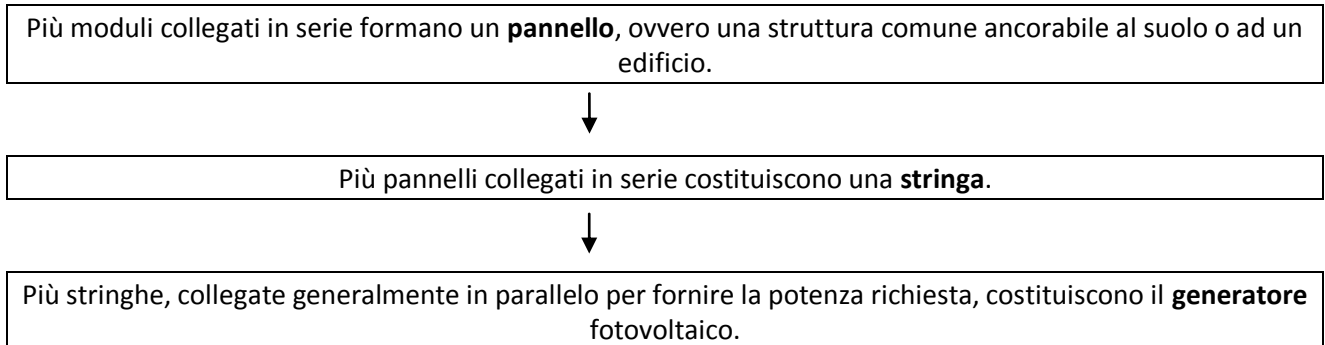 Più moduli collegati in serie formano un pannello, ovvero una struttura comune ancorabile al suolo o ad un
edificio.
Più pannelli collegati in serie costituiscono una stringa.
Più stringhe, collegate generalmente in parallelo per fornire la potenza richiesta, costituiscono il generatore
fotovoltaico.